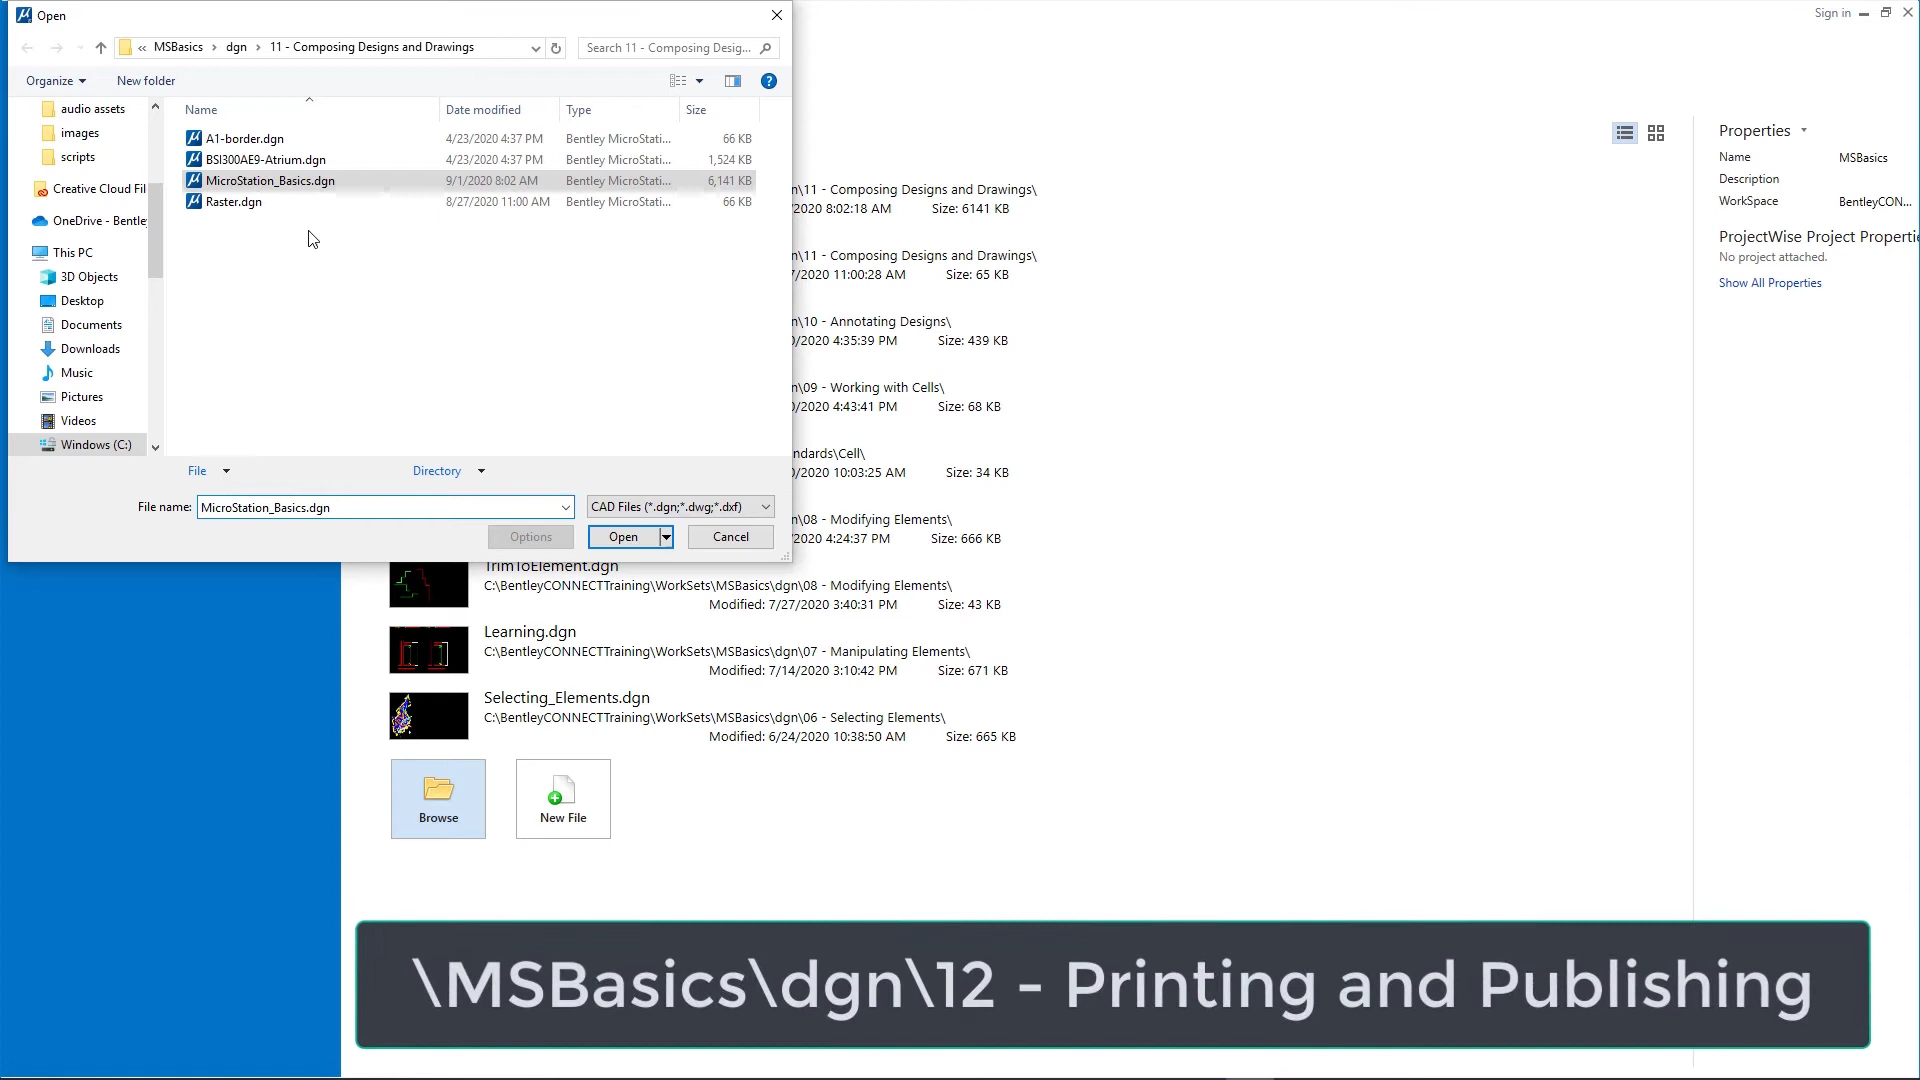 Open
Sign in
« MSBasics › dgn › 11 - Composing Designs and Drawings
Search 11 - Composing Desig...
Organize
New folder
Name
Date modified
Type
Size
audio assets
images
scripts
Creative Cloud Fil
OneDrive - Bentle
This PC
3D Objects
Desktop
Documents
Downloads
Music
Pictures
Videos
Windows (C:)
A1-border.dgn 4/23/2020 4:37 PM Bentley MicroStati... 66 KB
BSI300AE9-Atrium.dgn 4/23/2020 4:37 PM Bentley MicroStati... 1,524 KB
MicroStation_Basics.dgn 9/1/2020 8:02 AM Bentley MicroStati... 6,141 KB
Raster.dgn 8/27/2020 11:00 AM Bentley MicroStati... 66 KB
File
Directory
File name: MicroStation_Basics.dgn
CAD Files (*.dgn;*.dwg;*.dxf)
Options
Open
Cancel
n\11 - Composing Designs and Drawings\
/2020 8:02:18 AM Size: 6141 KB
n\11 - Composing Designs and Drawings\
7/2020 11:00:28 AM Size: 65 KB
n\10 - Annotating Designs\
0/2020 4:35:39 PM Size: 439 KB
n\09 - Working with Cells\
0/2020 4:43:41 PM Size: 68 KB
ndards\Cell\
0/2020 10:03:25 AM Size: 34 KB
n\08 - Modifying Elements\
/2020 4:24:37 PM Size: 666 KB
TrimToElement.dgn
C:\BentleyCONNECTTraining\WorkSets\MSBasics\dgn\08 - Modifying Elements\
Modified: 7/27/2020 3:40:31 PM Size: 43 KB
Learning.dgn
C:\BentleyCONNECTTraining\WorkSets\MSBasics\dgn\07 - Manipulating Elements\
Modified: 7/14/2020 3:10:42 PM Size: 671 KB
Selecting_Elements.dgn
C:\BentleyCONNECTTraining\WorkSets\MSBasics\dgn\06 - Selecting Elements\
Modified: 6/24/2020 10:38:50 AM Size: 665 KB
Browse
New File
Properties
Name MSBasics
Description
WorkSpace BentleyCON...
ProjectWise Project Properti
No project attached.
Show All Properties
\MSBasics\dgn\12 - Printing and Publishing